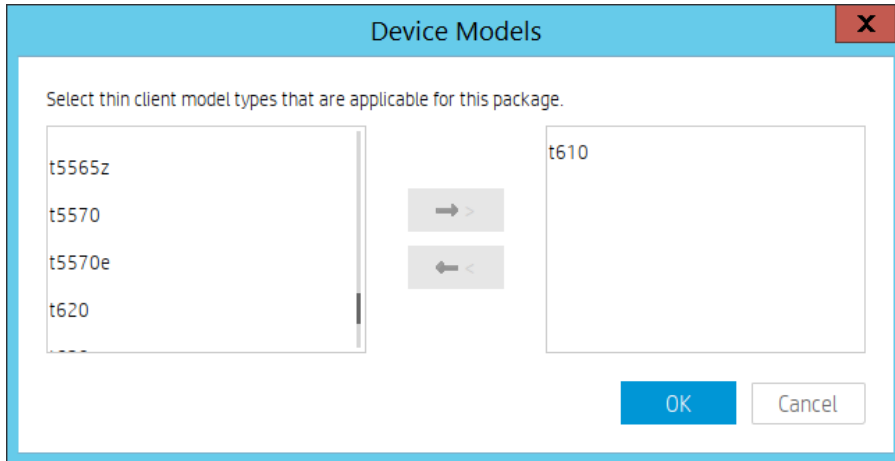 Device Models
X
Select thin client model types that are applicable for this package.
t5565z
t5570
t5570e
t620
t610
>
<
OK
Cancel